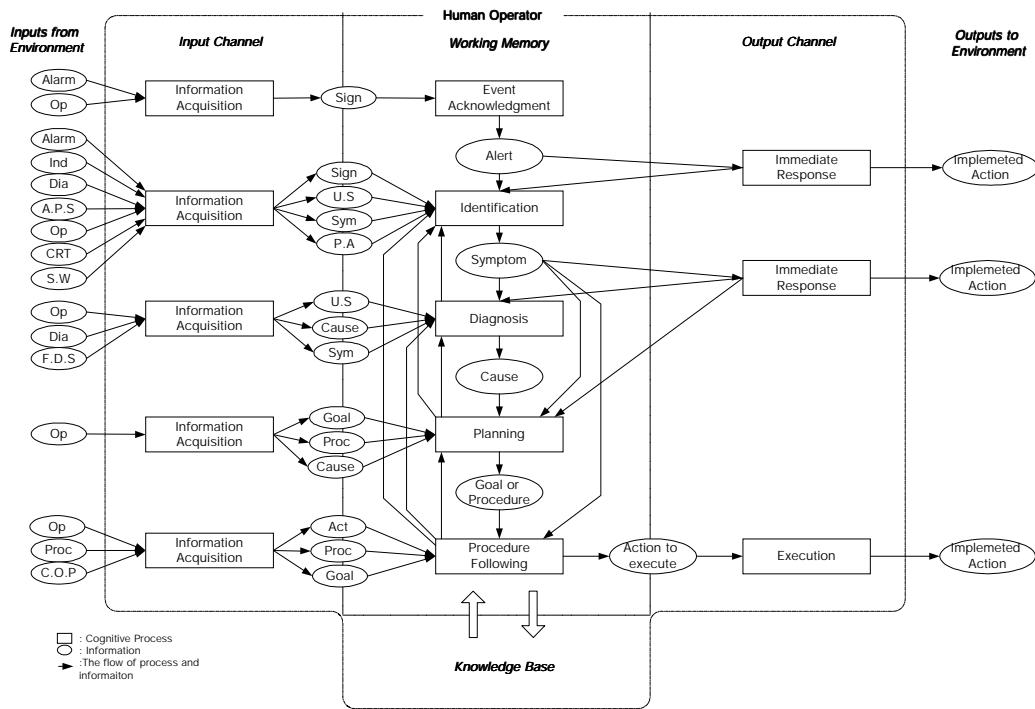 Human Operator
Inputs from
Environment
Input Channel
Working Memory
Output Channel
Outputs to
Environment
Alarm
Op
Information
Acquisition
Sign
Event
Acknowledgment
Alert
Immediate
Response
Implemeted
Action
Alarm
Ind
Dia
A.P.S
Op
CRT
S.W
Information
Acquisition
Sign
U.S
Sym
P.A
Identification
Symptom
Immediate
Response
Implemeted
Action
Op
Dia
F.D.S
Information
Acquisition
U.S
Cause
Sym
Diagnosis
Cause
Op
Information
Acquisition
Goal
Proc
Cause
Planning
Goal or
Procedure
Op
Proc
C.O.P
Information
Acquisition
Act
Proc
Goal
Procedure
Following
Action to
execute
Execution
Implemeted
Action
Knowledge Base
: Cognitive Process
: Information
:The flow of process and
informaiton